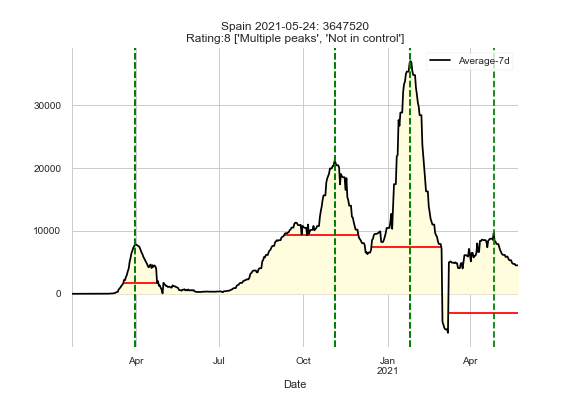 Spain 2021-05-24: 3647520
Rating:8 ['Multiple peaks', 'Not in control']
Average-7d
30000
20000
10000
0
Apr
Jul
Oct
Jan
2021
Apr
Date